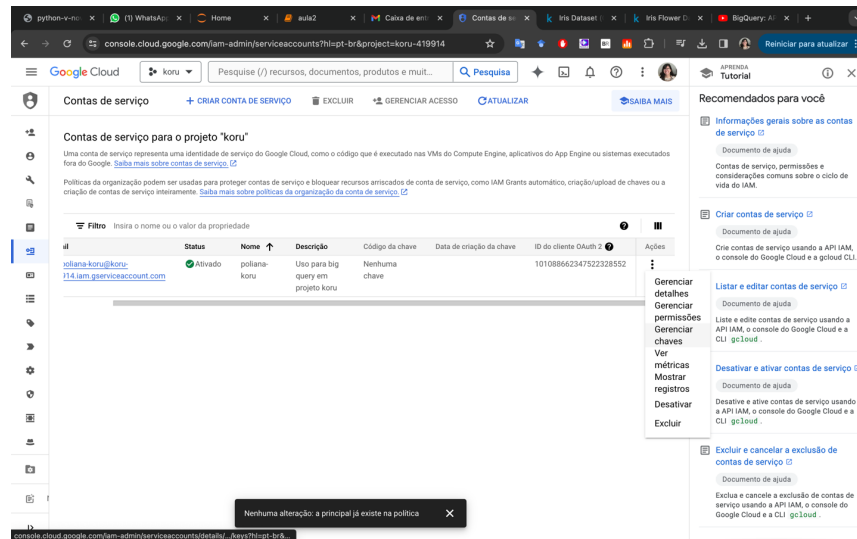 python-v-no
(1) WhatsAp
Home
aula2
Caixa de ent
Contas de se
Iris Dataset (
Iris Flower D
BigQuery: AF
console.cloud.google.com/iam-admin/serviceaccounts?hl=pt-br&project=koru-419914
Reiniciar para atualizar
Google Cloud
koru
Pesquise (/) recursos, documentos, produtos e muit...
Pesquisa
APRENDA
Tutorial
Contas de serviço
+ CRIAR CONTA DE SERVIÇO
EXCLUIR
GERENCIAR ACESSO
ATUALIZAR
SAIBA MAIS
Contas de serviço para o projeto "koru"
Uma conta de serviço representa uma identidade de serviço do Google Cloud, como o código que é executado nas VMs do Compute Engine, aplicativos do App Engine ou sistemas executados
fora do Google. Saiba mais sobre contas de serviço.
Políticas da organização podem ser usadas para proteger contas de serviço e bloquear recursos arriscados de conta de serviço, como IAM Grants automático, criação/upload de chaves ou a
criação de contas de serviço inteiramente. Saiba mais sobre políticas da organização da conta de serviço.
Filtro Insira o nome ou o valor da propriedade
ail
Status
Nome
Descrição
Código da chave
Data de criação da chave
ID do cliente OAuth 2
Ações
poliana-koru@koru-
914.iam.gserviceaccount.com
Ativado
poliana-
koru
Uso para big
query em
projeto koru
Nenhuma
chave
101088662347522328552
Gerenciar
detalhes
Gerenciar
permissões
Gerenciar
chaves
Ver
métricas
Mostrar
registros
Desativar
Excluir
Nenhuma alteração: a principal já existe na política
console.cloud.google.com/iam-admin/serviceaccounts/details/.../keys?hl=pt-br&...
Recomendados para você
Informações gerais sobre as contas
de serviço
Documento de ajuda
Contas de serviço, permissões e
considerações comuns sobre o ciclo de
vida do IAM.
Criar contas de serviço
Documento de ajuda
Crie contas de serviço usando a API IAM,
o console do Google Cloud e a gcloud CLI.
Listar e editar contas de serviço
Documento de ajuda
Liste e edite contas de serviço usando a
API IAM, o console do Google Cloud e a
CLI gcloud .
Desativar e ativar contas de serviço
Documento de ajuda
Desative e ative contas de serviço usando
a API IAM, o console do Google Cloud e a
CLI gcloud .
Excluir e cancelar a exclusão de
contas de serviço
Documento de ajuda
Exclua e cancele a exclusão de contas de
serviço usando a API IAM, o console do
Google Cloud e a CLI gcloud .